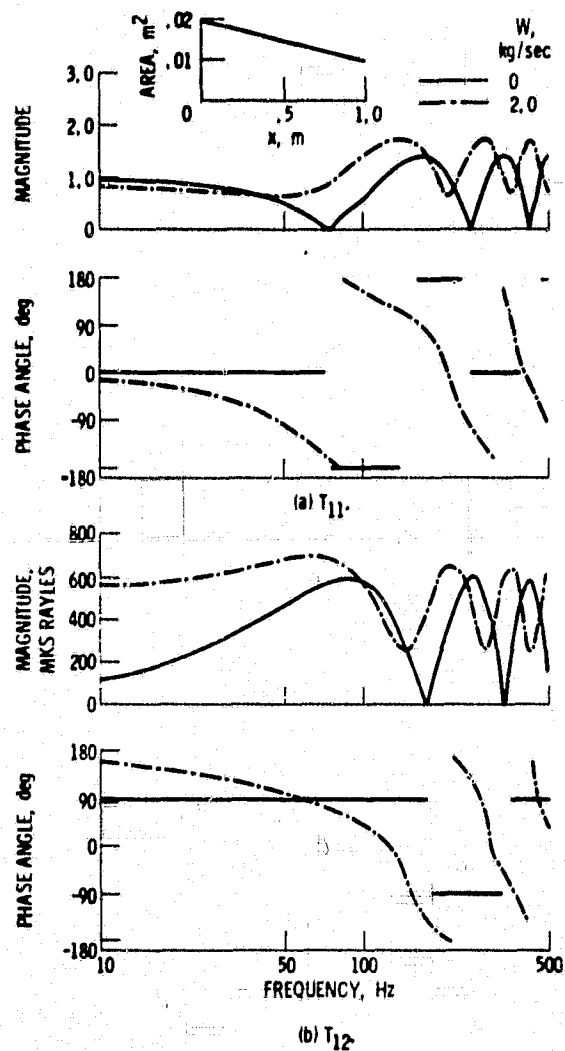 AREA, m²
.02
.01
0
.5
1.0
x, m
W,
kg/sec
0
2.0
MAGNITUDE
3.0
2.0
1.0
0
PHASE ANGLE, deg
180
90
0
-90
-180
(a) T11.
MAGNITUDE,
MKS RAYLES
800
600
400
200
0
PHASE ANGLE, deg
180
90
0
-90
-180
10
50
100
500
FREQUENCY, Hz
(b) T12.